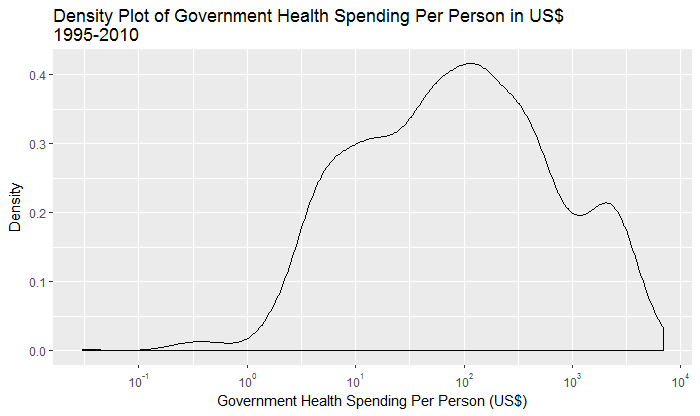 Density Plot of Government Health Spending Per Person in US$
1995-2010
0.4
0.3
0.2
0.1
0.0
Density
10⁻¹ 10⁰ 10¹ 10² 10³ 10⁴
Government Health Spending Per Person (US$)